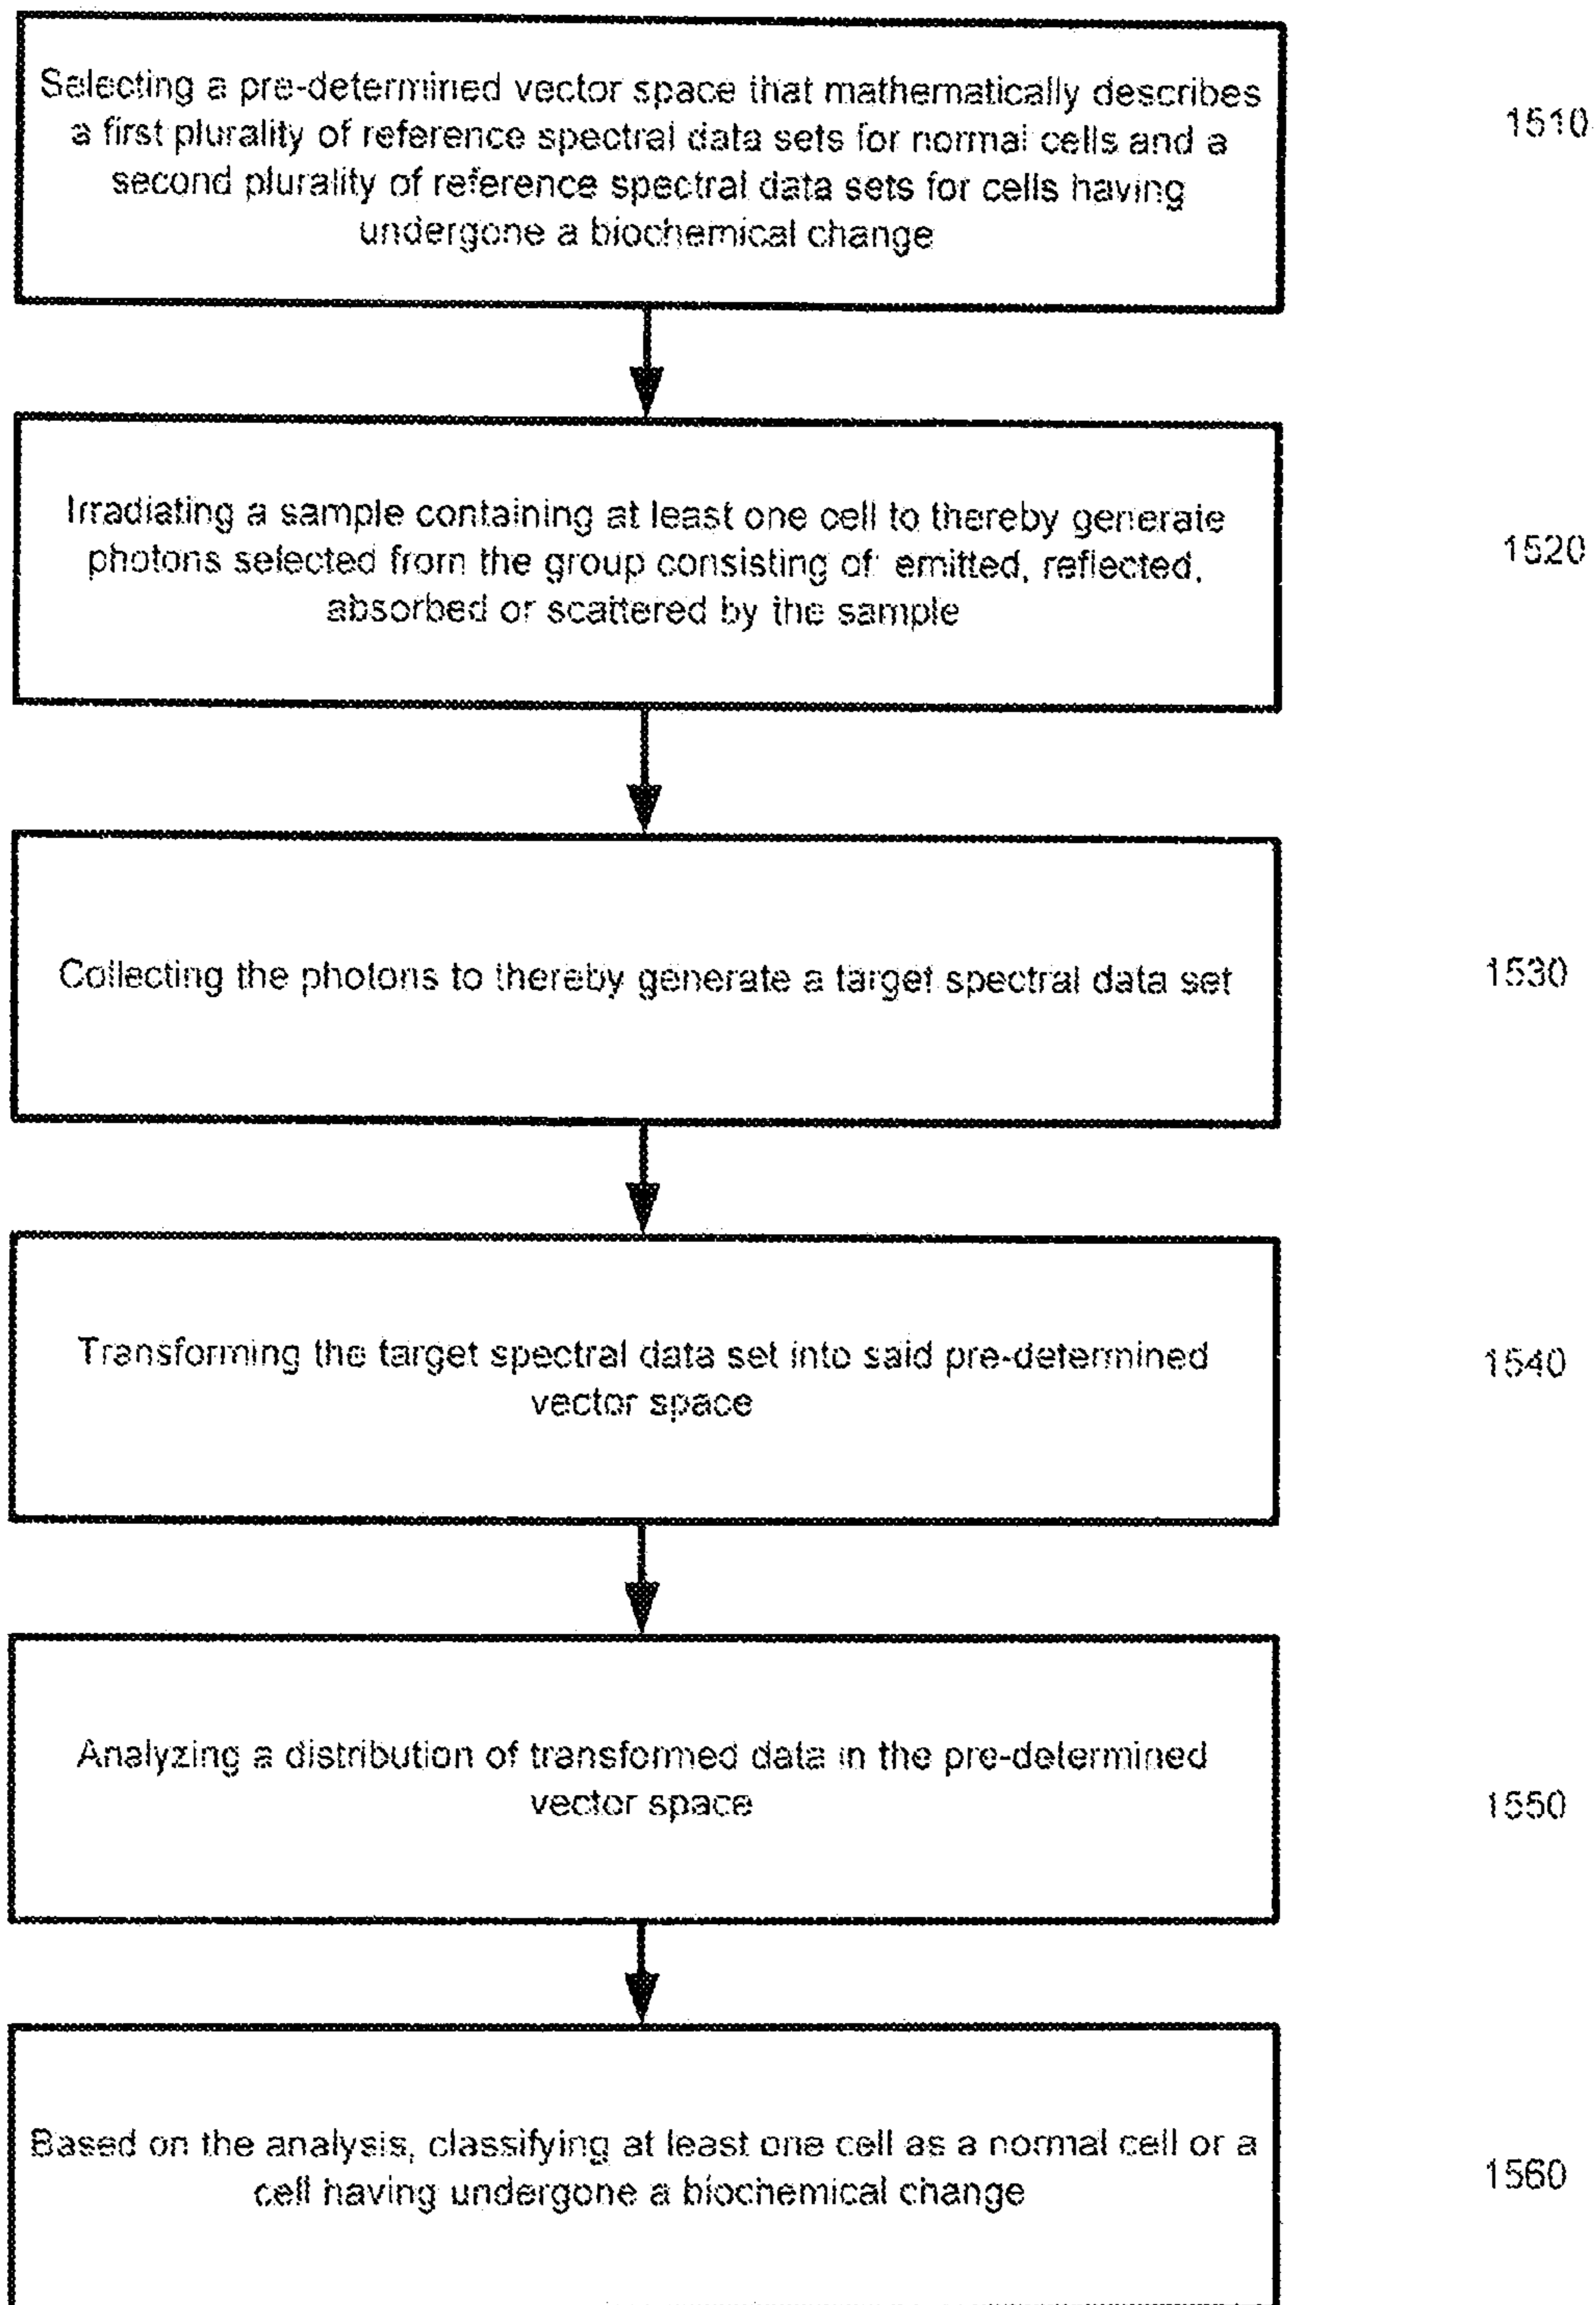 Selecting a pre-determined vector space that mathematically describes
a first plurality of reference spectral data sets for normal cells and a
second plurality of reference spectral data sets for cells having
undergone a biochemical change
1510
Irradiating a sample containing at least one cell to thereby generate
photons selected from the group consisting of: emitted, reflected,
absorbed or scattered by the sample
1520
Collecting the photons to thereby generate a target spectral data set
1530
Transforming the target spectral data set into said pre-determined
vector space
1540
Analyzing a distribution of transformed data in the pre-determined
vector space
1550
Based on the analysis, classifying at least one cell as a normal cell or a
cell having undergone a biochemical change
1560